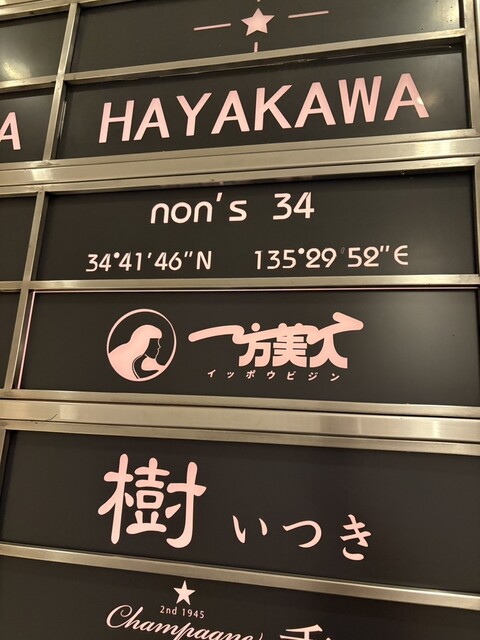 HAYAKAWA
non's 34
34°41'46"N 135°29'52"E
一方美人
イッポウビジン
樹 いつき
2nd 1945
Champagne